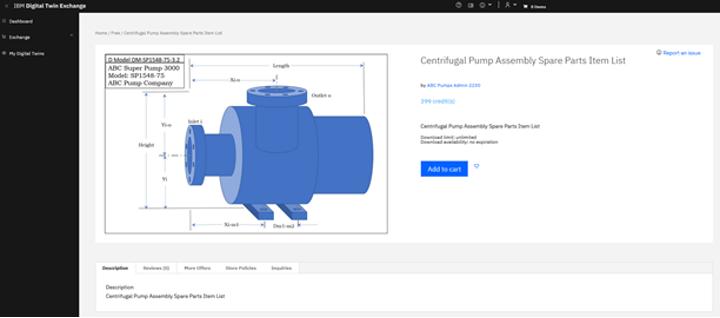 IBM Digital Twin Exchange
0 items
Dashboard
Exchange
My Digital Twins
Home / Free / Centrifugal Pump Assembly Spare Parts Item List
D Model DM:SP1548-75-3.2
ABC Super Pump 3000
Model: SP1548-75
ABC Pump Company
Length
Xi-o
Outlet o
Inlet i
Yi-o
Height
Yi
Xi-m1
Dm1-m2
Centrifugal Pump Assembly Spare Parts Item List
Report an issue
by ABC Pumps Admin 2230
399 credit(s)
Centrifugal Pump Assembly Spare Parts Item List
Download limit: unlimited
Download availability: no expiration
Add to cart
Description
Reviews (0)
More Offers
Store Policies
Inquiries
Description
Centrifugal Pump Assembly Spare Parts Item List